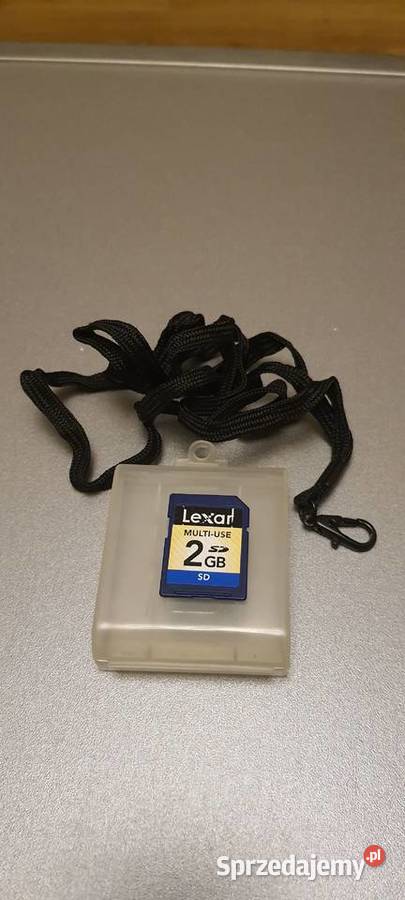 Lexar
MULTI-USE
2 GB SD
SD
Sprzedajemy.pl